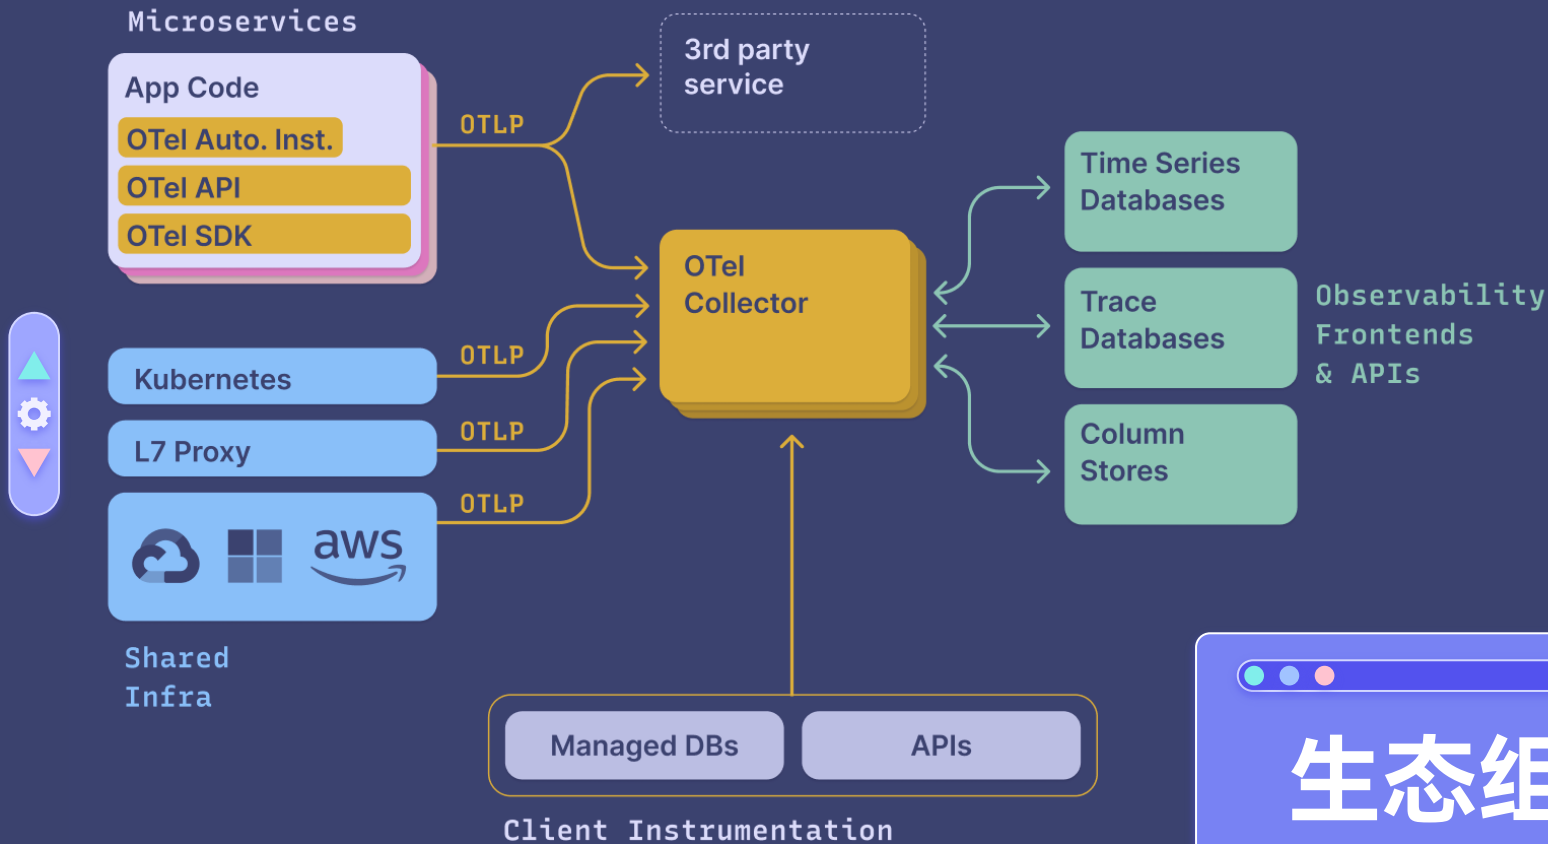 Microservices
App Code
OTel Auto. Inst.
OTel API
OTel SDK
OTLP
3rd party
service
Kubernetes
OTLP
L7 Proxy
OTLP
OTLP
aws
Shared
Infra
OTel
Collector
Time Series
Databases
Trace
Databases
Column
Stores
Observability
Frontends
& APIs
Managed DBs
APIs
Client Instrumentation
生态组